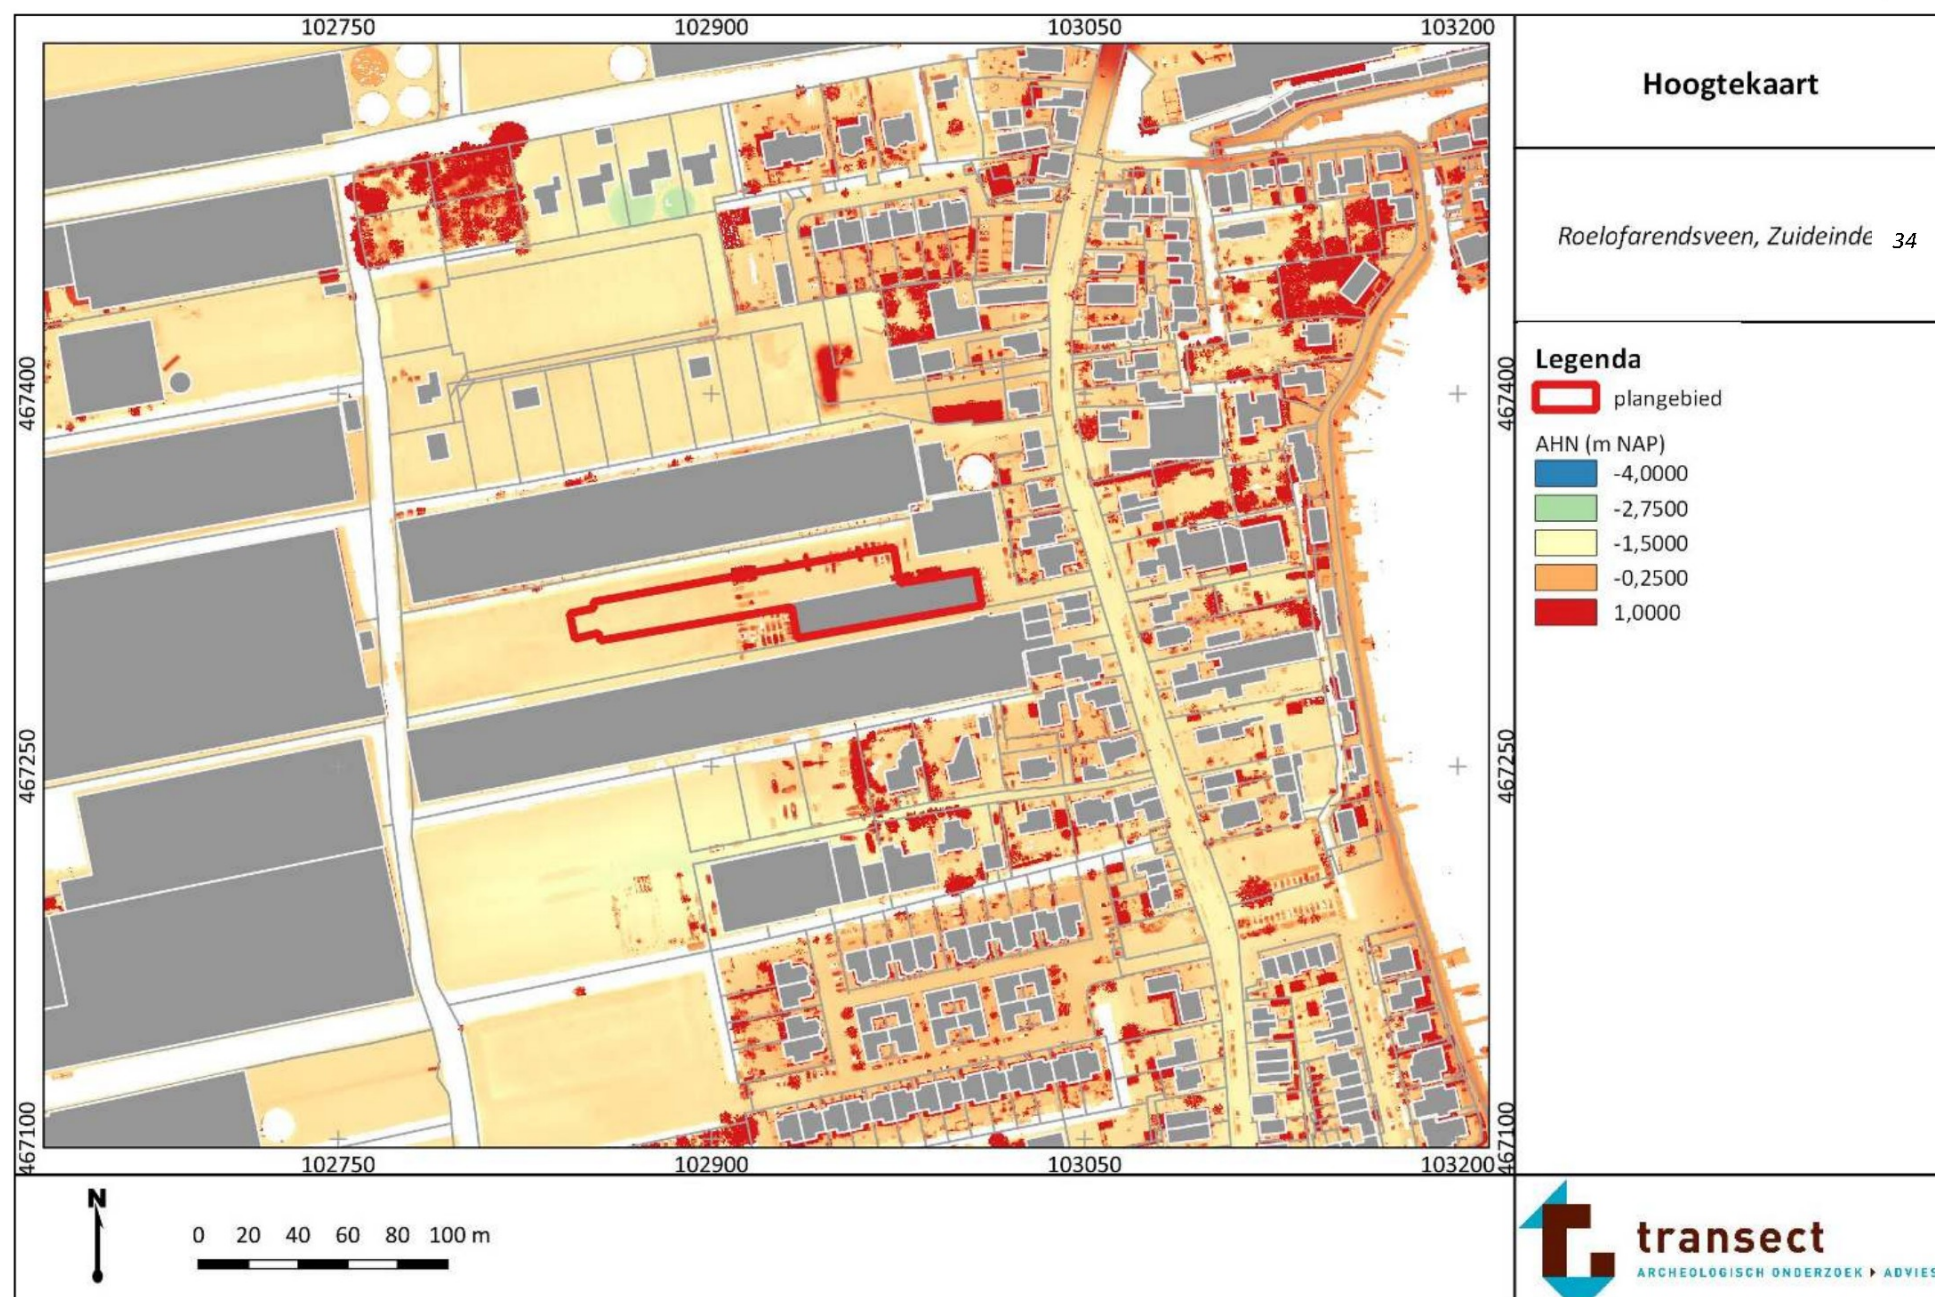 102750 102900 103050 103200
467400 467400
467250 467250
467100 467100
102750 102900 103050 103200
Hoogtekaart
Roelofarendsveen, Zuideinde 34
Legenda
plangebied
AHN (m NAP)
-4,0000
-2,7500
-1,5000
-0,2500
1,0000
N
0 20 40 60 80 100 m
transect
ARCHEOLOGISCH ONDERZOEK ADVIES